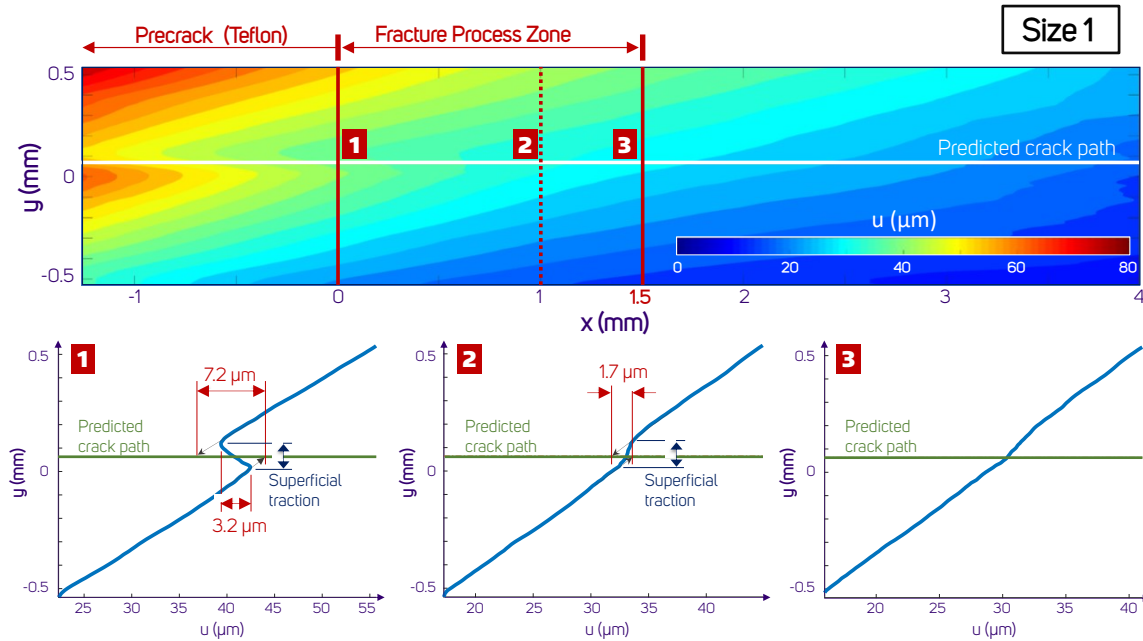 Size 1
Precrack (Teflon)
Fracture Process Zone
0.5
0
-0.5
y (mm)
1
2
3
Predicted crack path
u (μm)
0
20
40
60
80
-1
0
1
1.5
2
3
4
x (mm)
1
0.5
0
-0.5
y (mm)
7.2 μm
Predicted
crack path
Superficial
traction
3.2 μm
25
30
35
40
45
50
55
u (μm)
2
0.5
0
-0.5
y (mm)
1.7 μm
Predicted
crack path
Superficial
traction
20
25
30
35
40
u (μm)
3
0.5
0
-0.5
y (mm)
Predicted
crack path
20
25
30
35
40
u (μm)